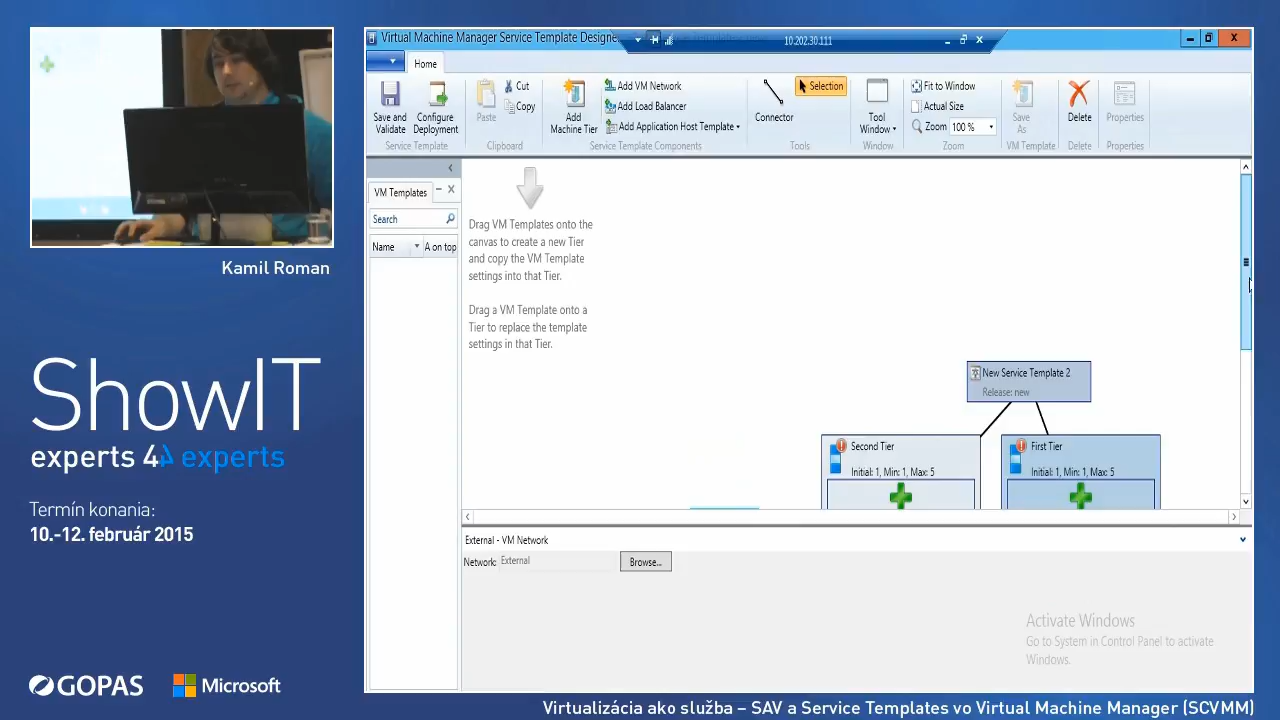 Kamil Roman
ShowIT
experts 4 experts
Termín konania:
10.-12. február 2015
GOPAS
Microsoft
Virtual Machine Manager Service Template Designe
10.202.30.111
Home
Save and Validate
Configure Deployment
Service Template
Paste
Cut
Copy
Clipboard
Add Machine Tier
Add VM Network
Add Load Balancer
Add Application Host Template
Service Template Components
Connector
Selection
Tools
Tool Window
Window
Fit to Window
Actual Size
Zoom 100 %
Zoom
Save As
VM Template
Delete
Delete
Properties
Properties
VM Templates
Search
Name
A on top
Drag VM Templates onto the
canvas to create a new Tier
and copy the VM Template
settings into that Tier.
Drag a VM Template onto a
Tier to replace the template
settings in that Tier.
New Service Template 2
Release: new
Second Tier
Initial: 1, Min: 1, Max: 5
First Tier
Initial: 1, Min: 1, Max: 5
External - VM Network
Network: External
Browse...
Activate Windows
Go to System in Control Panel to activate
Windows.
Virtualizácia ako služba – SAV a Service Templates vo Virtual Machine Manager (SCVMM)